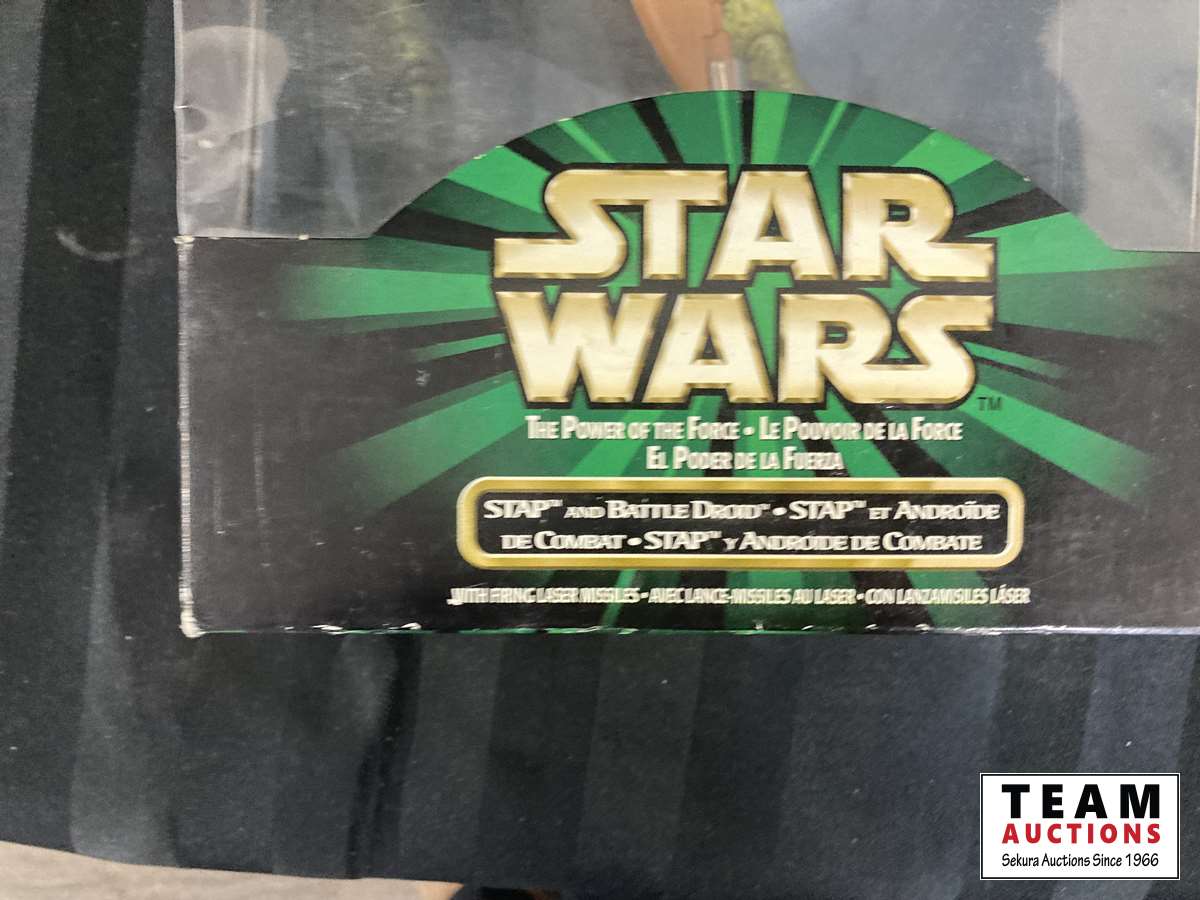 STAR
WARS
TM
THE POWER OF THE FORCE • LE POUVOIR DE LA FORCE
EL PODER DE LA FUERZA
STAP™ AND BATTLE DROID™ • STAP™ ET ANDROÏDE
DE COMBAT • STAP™ Y ANDRÓIDE DE COMBATE
...WITH FIRING LASER MISSILES • AVEC LANCE-MISSILES AU LASER • CON LANZAMISILES LÁSER
TEAM
AUCTIONS
Sekura Auctions Since 1966